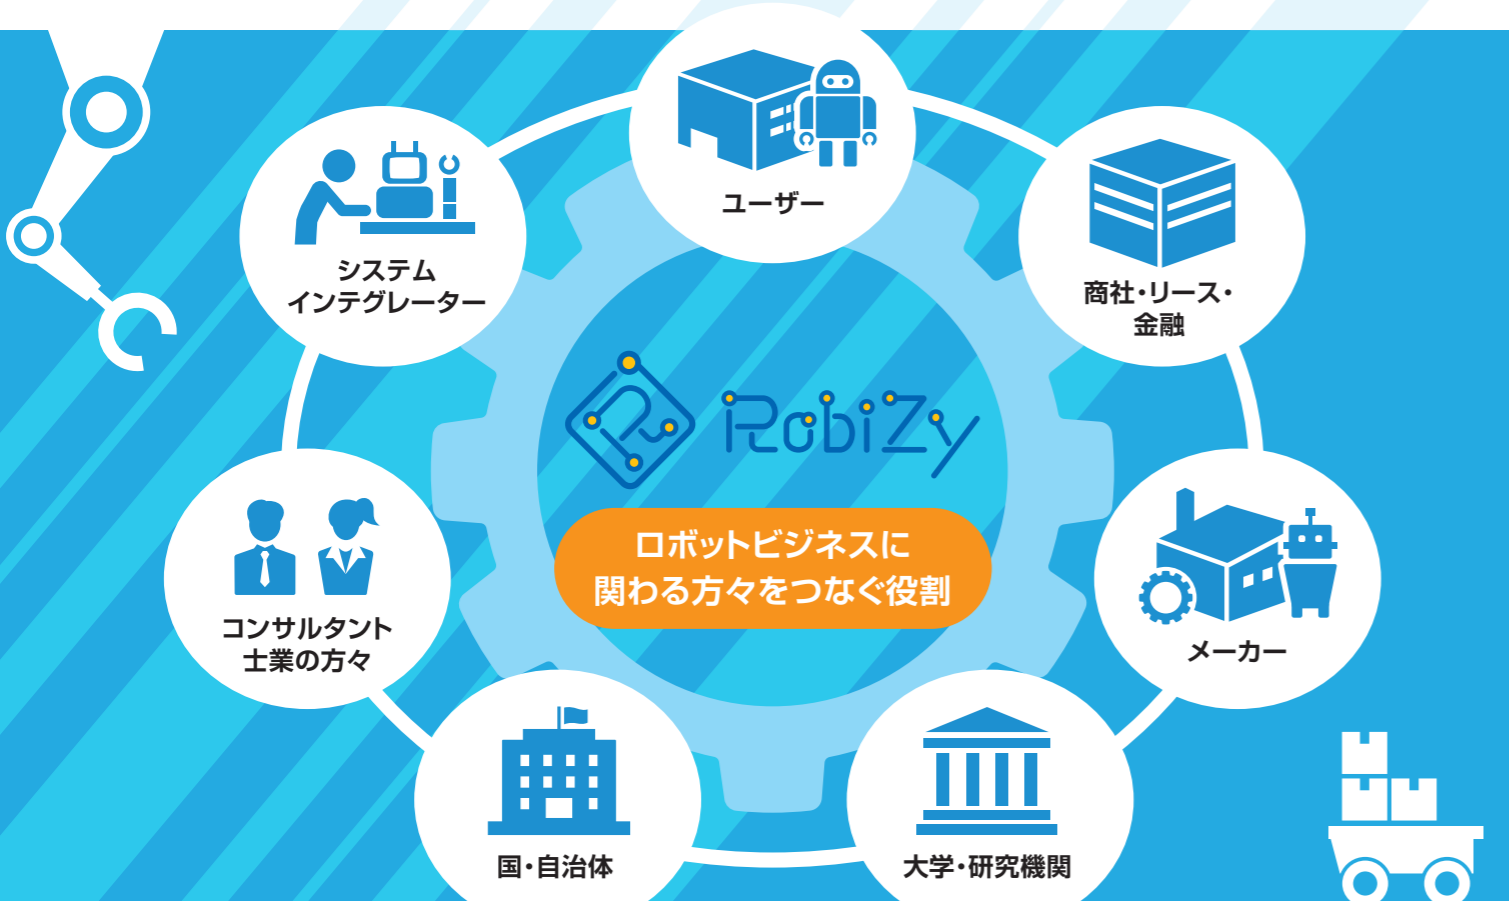 ユーザー
システム
インテグレーター
商社・リース・
金融
RobiZy
ロボットビジネスに
関わる方々をつなぐ役割
コンサルタント
士業の方々
メーカー
国・自治体
大学・研究機関